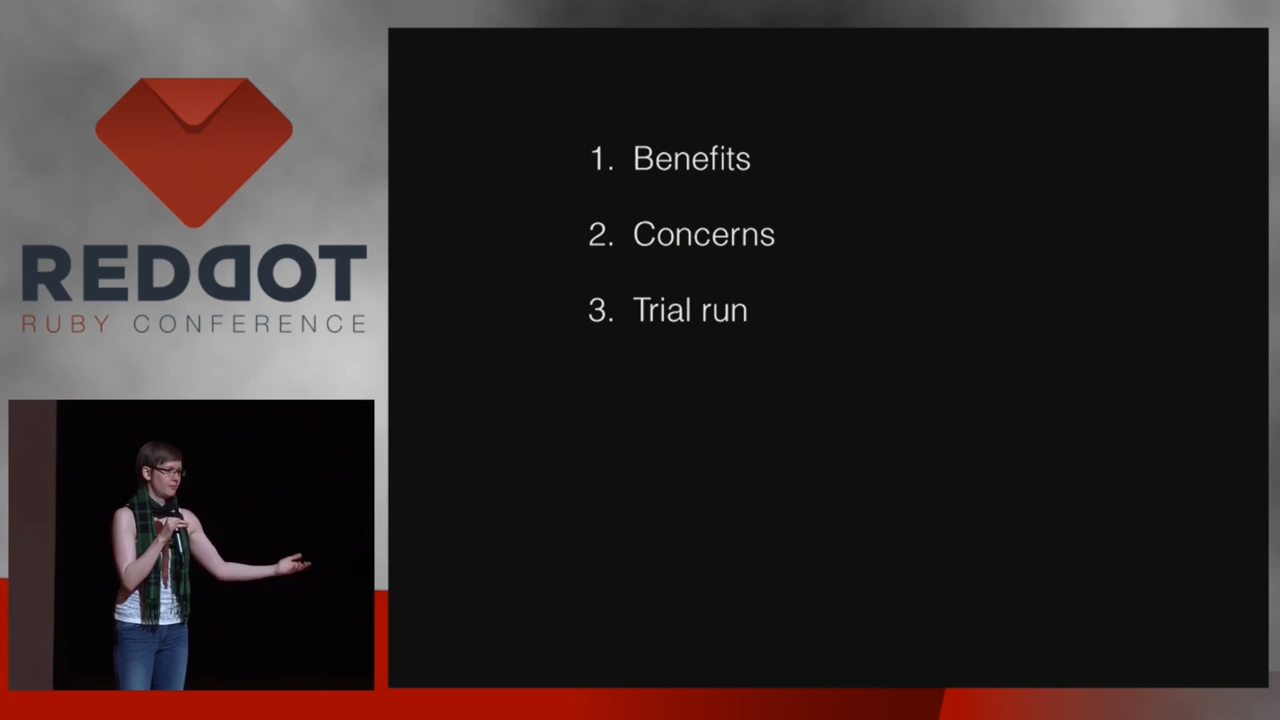 REDDOT
RUBY CONFERENCE
1. Benefits
2. Concerns
3. Trial run